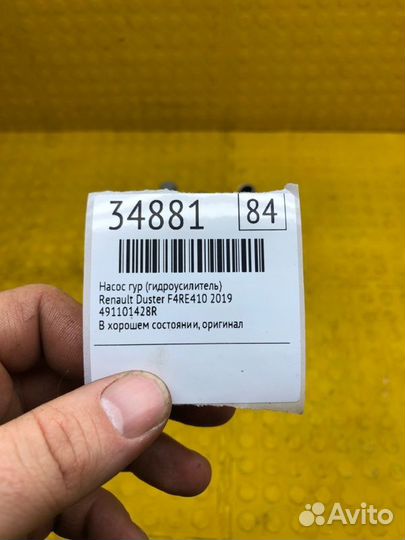 34881 84
Насос гур (гидроусилитель)
Renault Duster F4RE410 2019
491101428R
В хорошем состоянии, оригинал
Avito